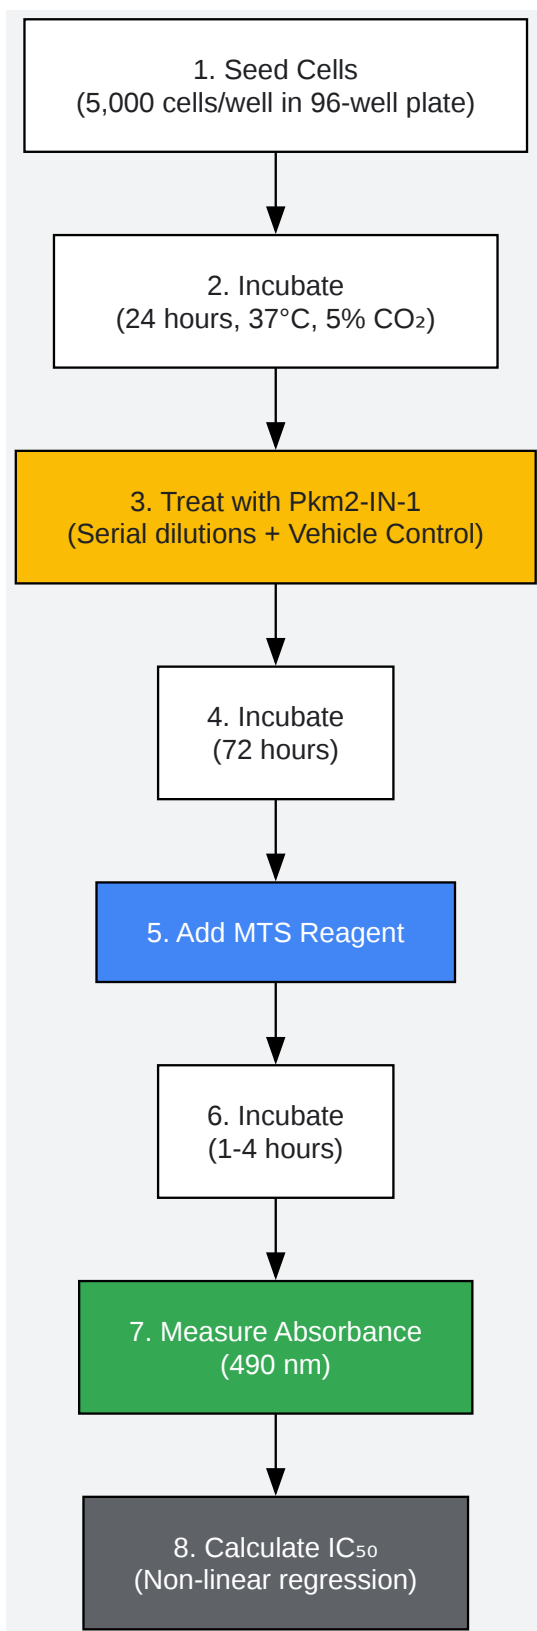 1. Seed Cells
(5,000 cells/well in 96-well plate)
2. Incubate
(24 hours, 37°C, 5% CO₂)
3. Treat with Pkm2-IN-1
(Serial dilutions + Vehicle Control)
4. Incubate
(72 hours)
5. Add MTS Reagent
6. Incubate
(1-4 hours)
7. Measure Absorbance
(490 nm)
8. Calculate IC₅₀
(Non-linear regression)